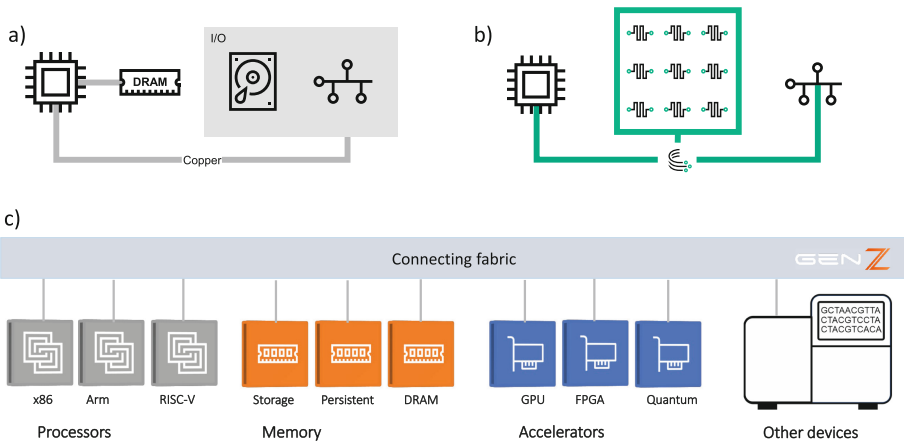 a)
I/O
DRAM
Copper
b)
c)
Connecting fabric
GEN Z
GCTAACGTTA
CTACGTCCTA
CTACGTCACA
x86 Arm RISC-V Storage Persistent DRAM GPU FPGA Quantum
Processors Memory Accelerators Other devices